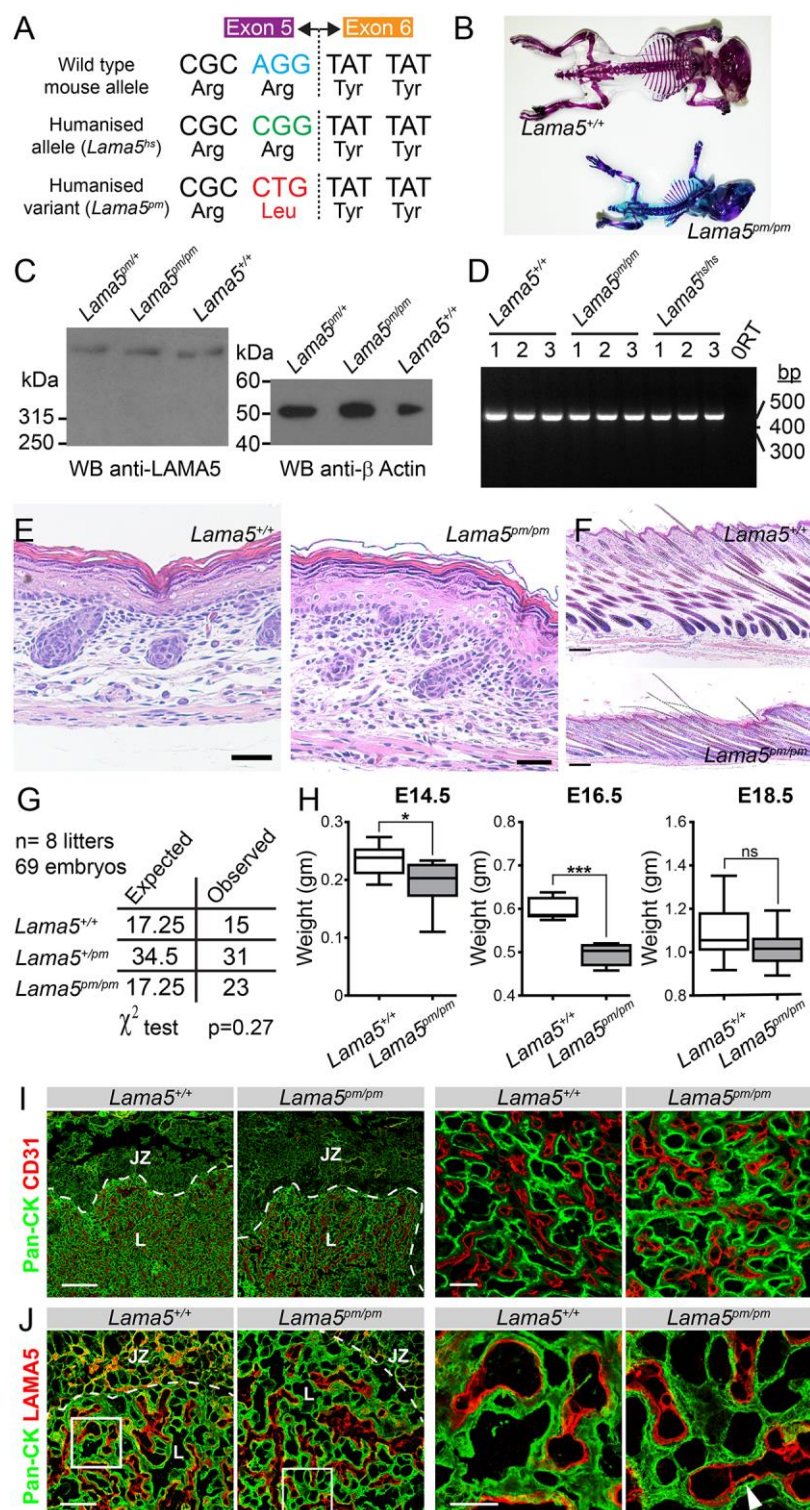 A
Exon 5 Exon 6
Wild type
mouse allele
CGC AGG TAT TAT
Arg Arg Tyr Tyr
Humanised
allele (Lama5hs)
CGC CGG TAT TAT
Arg Arg Tyr Tyr
Humanised
variant (Lama5pm)
CGC CTG TAT TAT
Arg Leu Tyr Tyr
B
Lama5+/+
Lama5pm/pm
C
Lama5pm/+ Lama5pm/pm Lama5+/+
kDa
315
250
WB anti-LAMA5
Lama5pm/+ Lama5pm/pm Lama5+/+
kDa
60
50
40
WB anti-β Actin
D
Lama5+/+ Lama5pm/pm Lama5hs/hs
1 2 3 1 2 3 1 2 3 0RT
bp
500
400
300
E
Lama5+/+
Lama5pm/pm
F
Lama5+/+
Lama5pm/pm
G
n= 8 litters
69 embryos
Expected Observed
Lama5+/+ 17.25 15
Lama5+/pm 34.5 31
Lama5pm/pm 17.25 23
χ2 test p=0.27
H
E14.5
*
Weight (gm)
0.3
0.2
0.1
0
Lama5+/+ Lama5pm/pm
E16.5
***
Weight (gm)
0.8
0.7
0.6
0.5
0.4
Lama5+/+ Lama5pm/pm
E18.5
ns
Weight (gm)
1.6
1.4
1.2
1.0
0.8
Lama5+/+ Lama5pm/pm
I
Lama5+/+ Lama5pm/pm Lama5+/+ Lama5pm/pm
Pan-CK CD31
JZ JZ
L L
J
Lama5+/+ Lama5pm/pm Lama5+/+ Lama5pm/pm
Pan-CK LAMA5
JZ JZ
L L